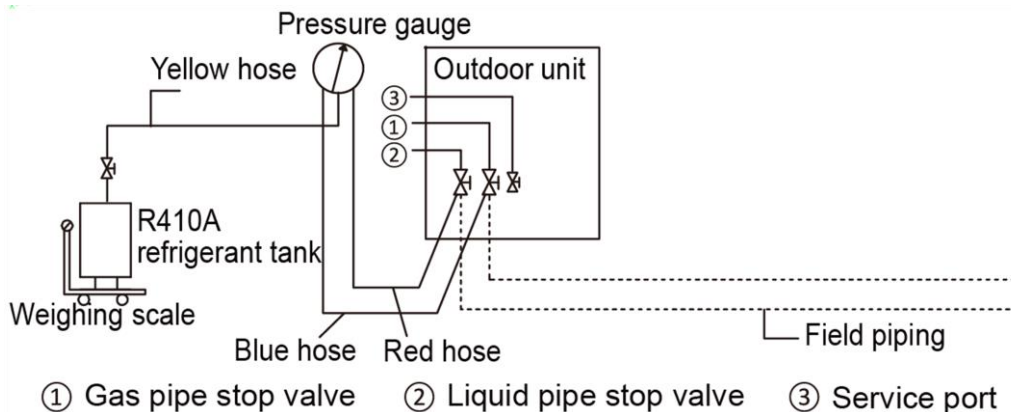 Pressure gauge
Yellow hose
Outdoor unit
③
①
②
R410A
refrigerant tank
Weighing scale
Blue hose
Red hose
Field piping
① Gas pipe stop valve ② Liquid pipe stop valve ③ Service port